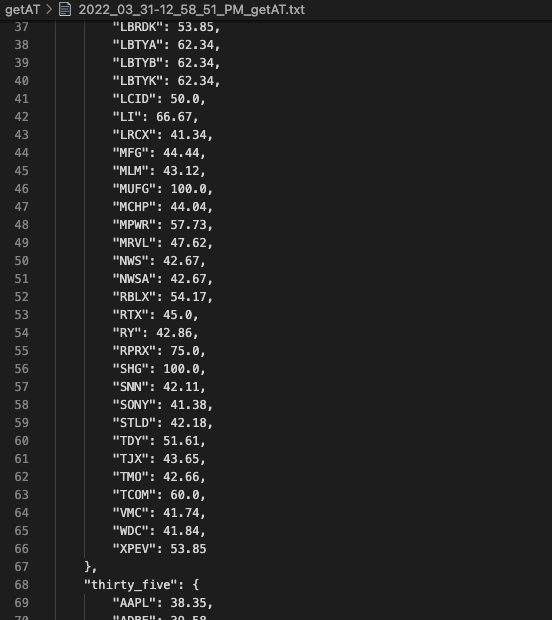 getAT > 2022_03_31-12_58_51_PM_getAT.txt
37 "LBRDK": 53.85,
38 "LBTYA": 62.34,
39 "LBTYB": 62.34,
40 "LBTYK": 62.34,
41 "LCID": 50.0,
42 "LI": 66.67,
43 "LRCX": 41.34,
44 "MFG": 44.44,
45 "MLM": 43.12,
46 "MUFG": 100.0,
47 "MCHP": 44.04,
48 "MPWR": 57.73,
49 "MRVL": 47.62,
50 "NWS": 42.67,
51 "NWSA": 42.67,
52 "RBLX": 54.17,
53 "RTX": 45.0,
54 "RY": 42.86,
55 "RPRX": 75.0,
56 "SHG": 100.0,
57 "SNN": 42.11,
58 "SONY": 41.38,
59 "STLD": 42.18,
60 "TDY": 51.61,
61 "TJX": 43.65,
62 "TMO": 42.66,
63 "TCOM": 60.0,
64 "VMC": 41.74,
65 "WDC": 41.84,
66 "XPEV": 53.85
67 },
68 "thirty_five": {
69 "AAPL": 38.35,
70 "ADBE": 39.58